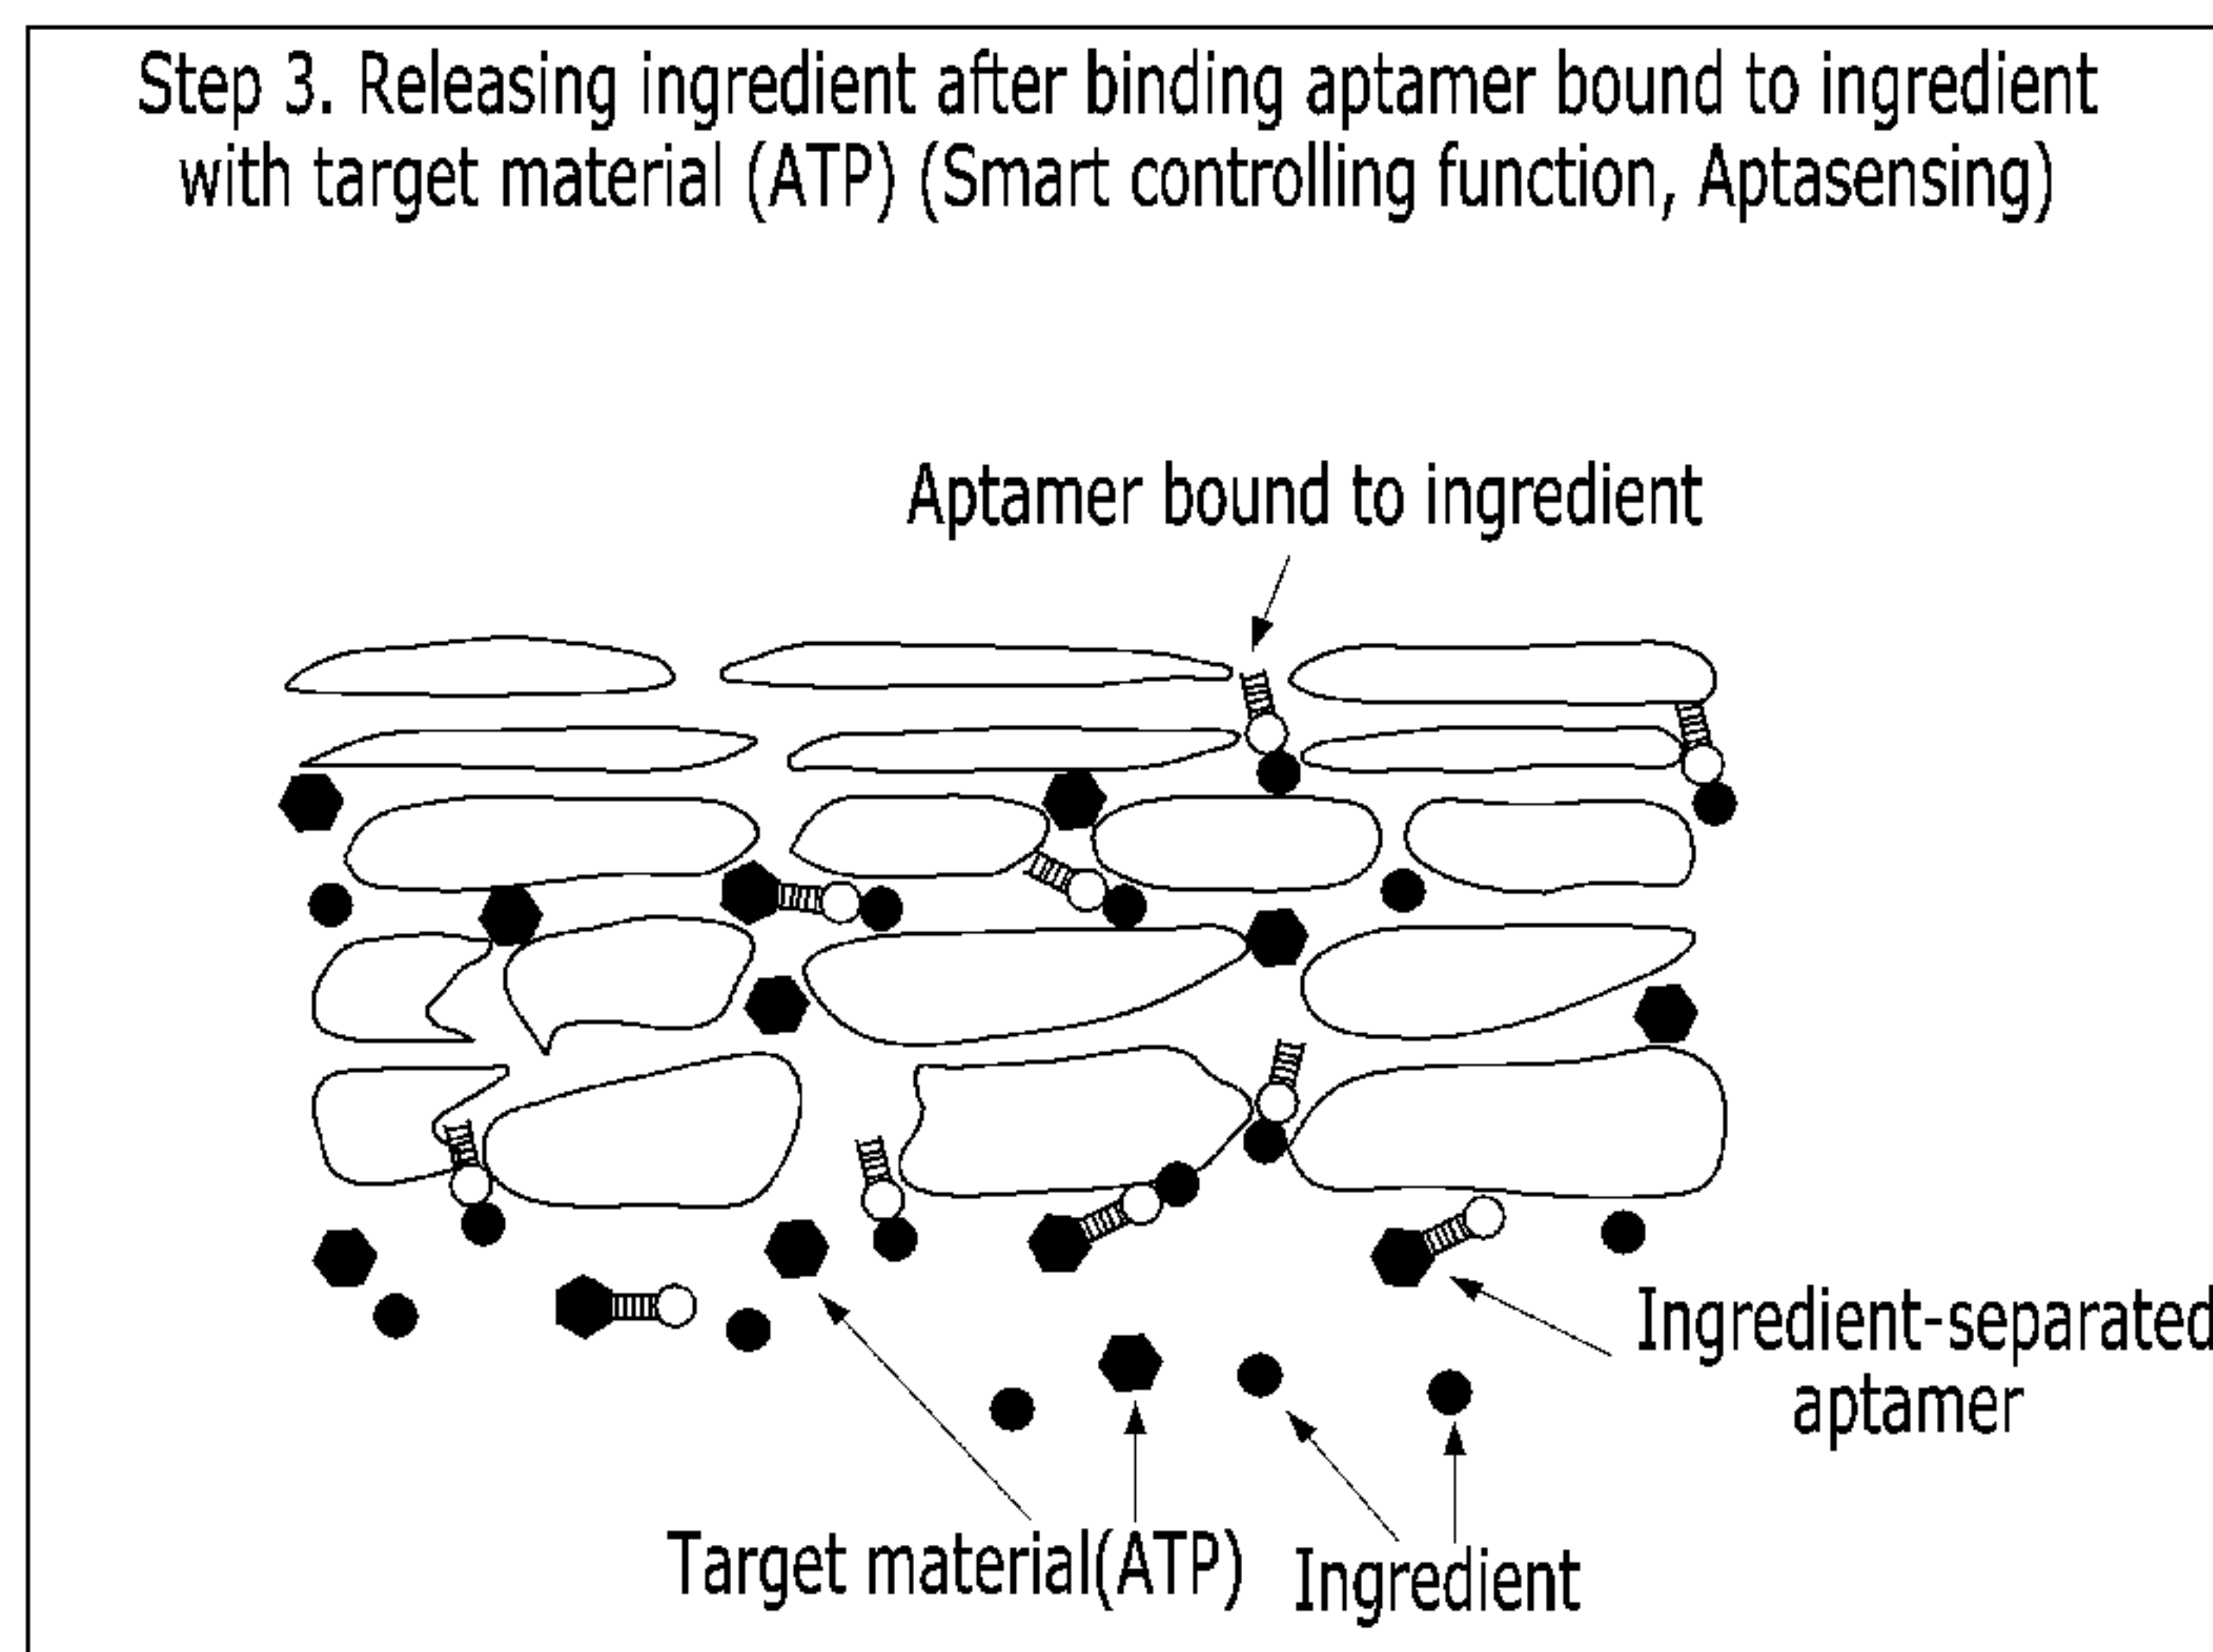 Step 3. Releasing ingredient after binding aptamer bound to ingredient
with target material (ATP) (Smart controlling function, Aptasensing)
Aptamer bound to ingredient
Ingredient-separated
aptamer
Target material(ATP)
Ingredient